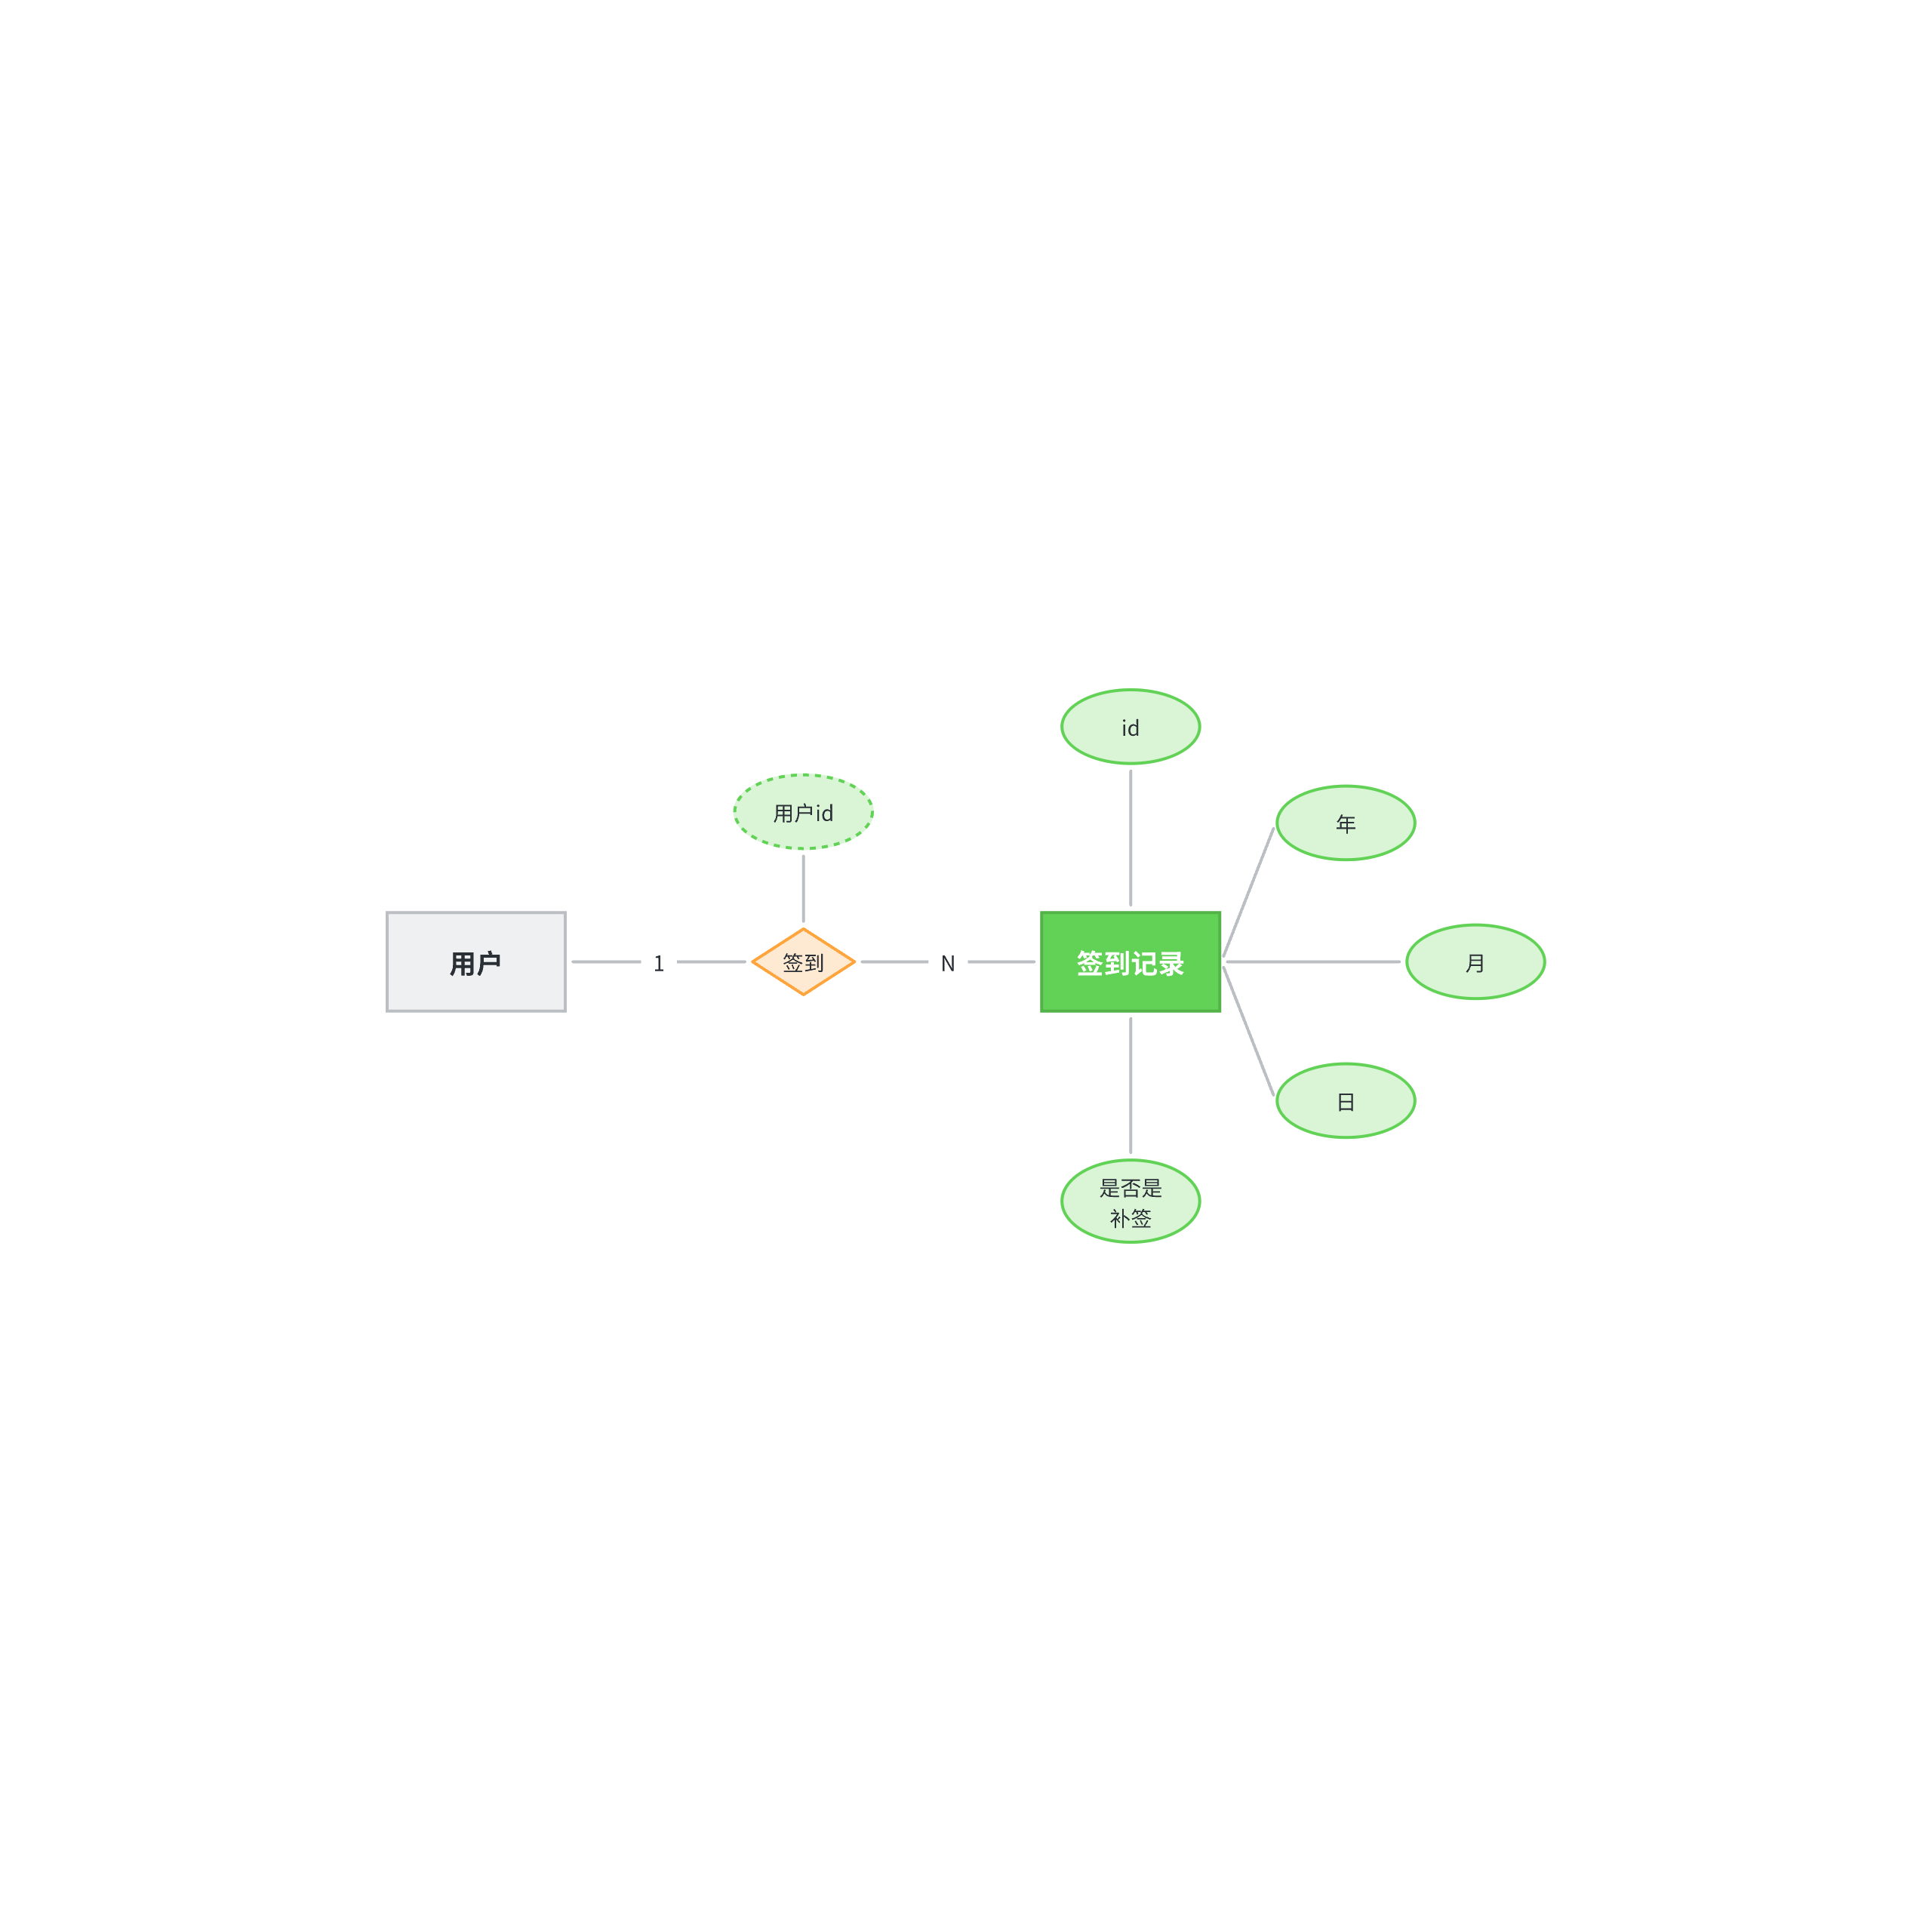 id
用户id
年
用户
1
签到
N
签到记录
月
日
是否是
补签